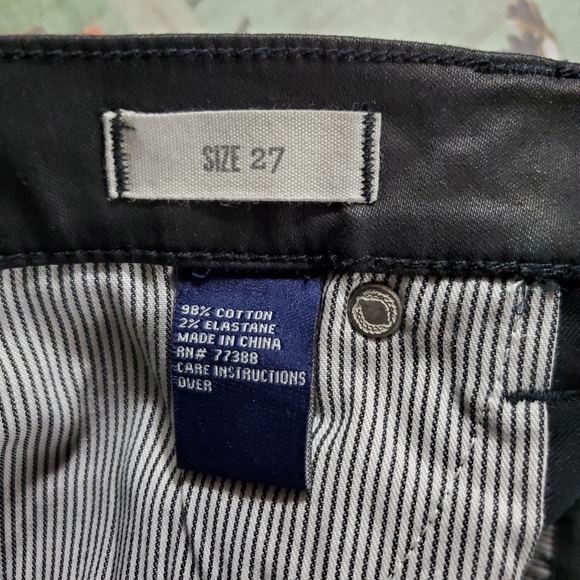 SIZE 27
98% COTTON
2% ELASTANE
MADE IN CHINA
RN# 77388
CARE INSTRUCTIONS
OVER